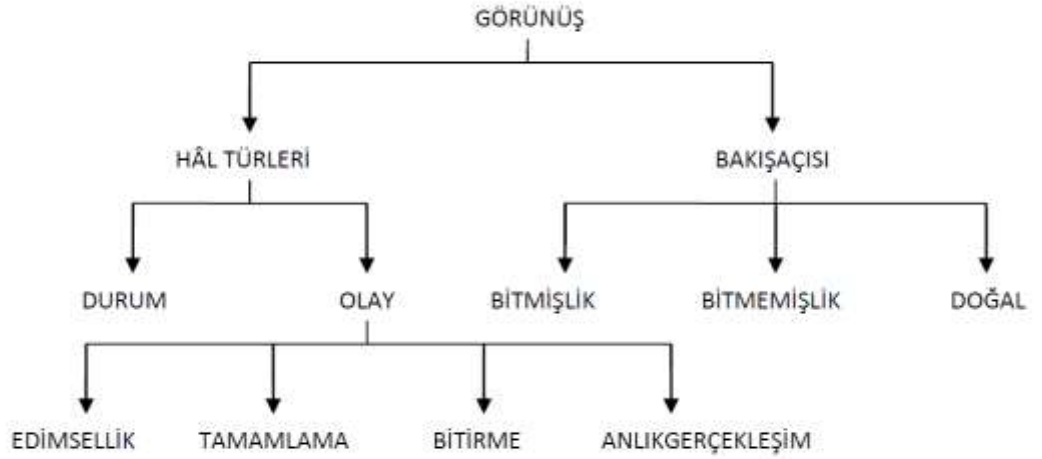 GÖRÜNÜŞ
HÂL TÜRLERİ BAKIŞAÇISI
DURUM OLAY BİTMİŞLİK BİTMEMİŞLİK DOĞAL
EDİMSELLİK TAMAMLAMA BİTİRME ANLIKGERÇEKLEŞİM